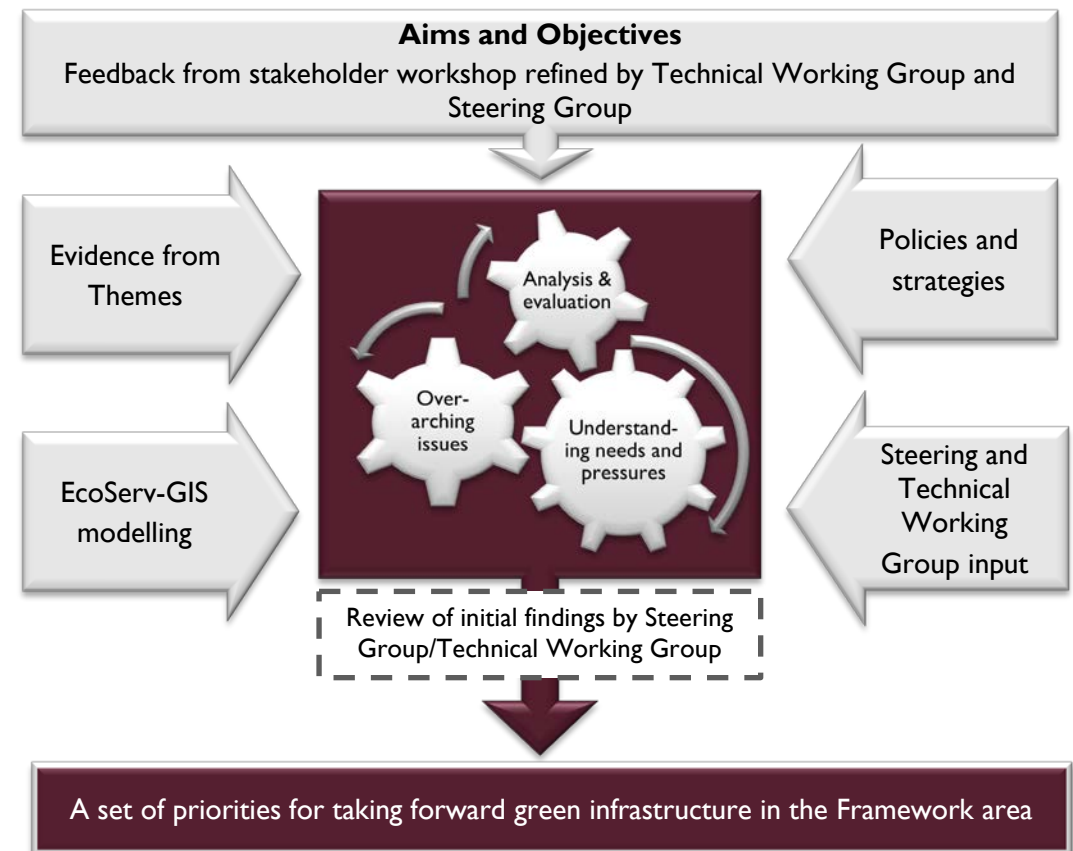 Aims and Objectives
Feedback from stakeholder workshop refined by Technical Working Group and
Steering Group
Evidence from
Themes
Policies and
strategies
Analysis &
evaluation
Over-
arching
issues
Understand-
ing needs and
pressures
EcoServ-GIS
modelling
Steering and
Technical
Working
Group input
Review of initial findings by Steering
Group/Technical Working Group
A set of priorities for taking forward green infrastructure in the Framework area